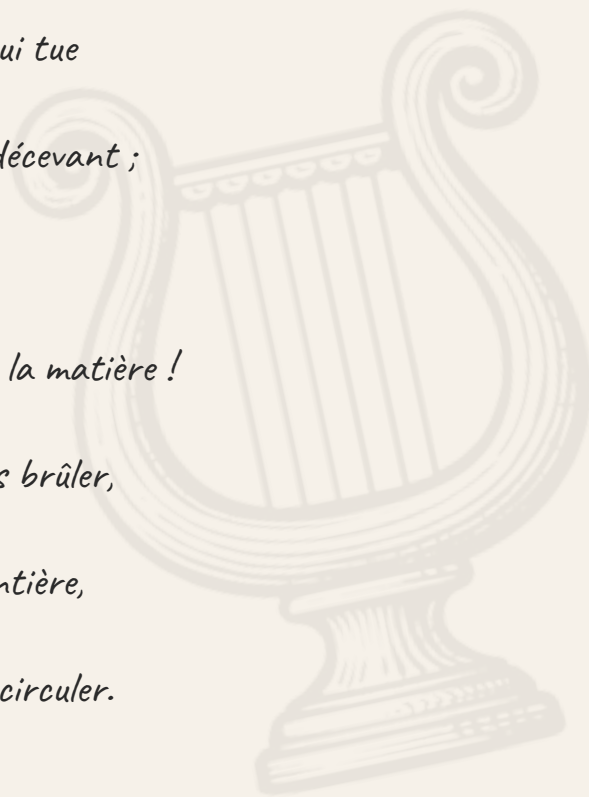 ui tue
décevant ;
la matière !
s brûler,
ntière,
circuler.